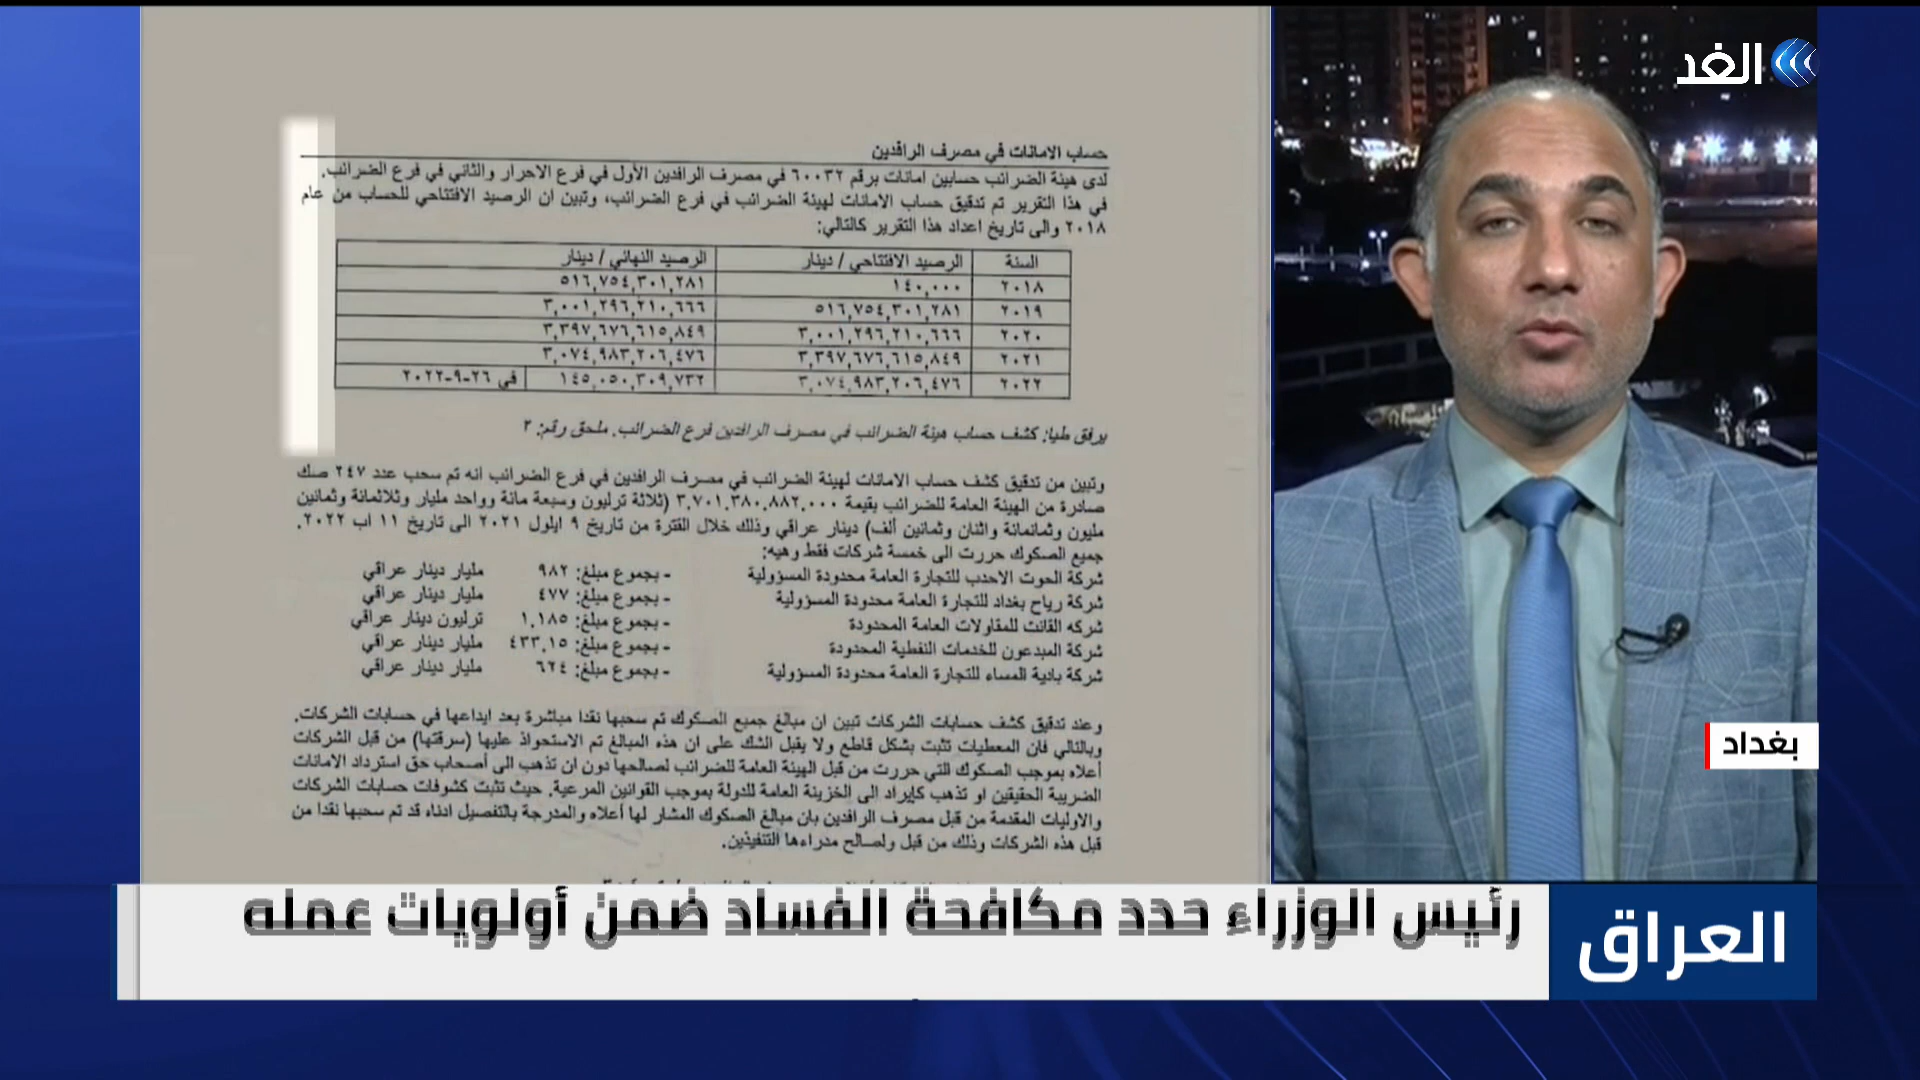 الغد
حساب الامانات في مصرف الرافدين
لدى هيئة الضرائب حسابين امانات برقم ٦٠٠٣٢ في مصرف الرافدين الأول في فرع الاحرار والثاني في فرع الضرائب.
في هذا التقرير تم تدقيق حساب الامانات لهيئة الضرائب في فرع الضرائب، وتبين ان الرصيد الافتتاحي للحساب من عام
٢٠١٨ والى تاريخ اعداد هذا التقرير كالتالي:
السنة الرصيد الافتتاحي / دينار الرصيد النهائي / دينار
٢٠١٨ ١٤٠,٠٠٠ ٥١٦,٧٥٤,٣٠١,٢٨١
٢٠١٩ ٥١٦,٧٥٤,٣٠١,٢٨١ ٣,٠٠١,٢٩٦,٢١٠,٦٦٦
٢٠٢٠ ٣,٠٠١,٢٩٦,٢١٠,٦٦٦ ٣,٣٩٧,٦٧٦,٦١٥,٨٤٩
٢٠٢١ ٣,٣٩٧,٦٧٦,٦١٥,٨٤٩ ٣,٠٧٤,٩٨٣,٢٠٦,٤٧٦
٢٠٢٢ ٣,٠٧٤,٩٨٣,٢٠٦,٤٧٦ ١٤٥,٠٥٠,٣٠٩,٧٣٢ في ٢٦-٩-٢٠٢٢
يرفق طيا: كشف حساب هيئة الضرائب في مصرف الرافدين فرع الضرائب. ملحق رقم: ٢
وتبين من تدقيق كشف حساب الامانات لهيئة الضرائب في مصرف الرافدين في فرع الضرائب انه تم سحب عدد ٢٤٧ صك
صادرة من الهيئة العامة للضرائب بقيمة ٣,٧٠١,٣٨٠,٨٨٢,٠٠٠ (ثلاثة ترليون وسبعة مائة وواحد مليار وثلاثمائة وثمانين
مليون وثمانمائة واثنان وثمانين ألف) دينار عراقي وذلك خلال الفترة من تاريخ ٩ ايلول ٢٠٢١ الى تاريخ ١١ اب ٢٠٢٢.
جميع الصكوك حررت الى خمسة شركات فقط وهيه:
شركة الحوت الاحدب للتجارة العامة محدودة المسؤولية - بجموع مبلغ: ٩٨٢ مليار دينار عراقي
شركة رياح بغداد للتجارة العامة محدودة المسؤولية - بجموع مبلغ: ٤٧٧ مليار دينار عراقي
شركه القانت للمقاولات العامة المحدودة - بجموع مبلغ: ١,١٨٥ ترليون دينار عراقي
شركة المبدعون للخدمات النفطية المحدودة - بجموع مبلغ: ٤٣٣,١٥ مليار دينار عراقي
شركة بادية المساء للتجارة العامة محدودة المسؤولية - بجموع مبلغ: ٦٢٤ مليار دينار عراقي
وعند تدقيق كشف حسابات الشركات تبين ان مبالغ جميع الصكوك تم سحبها نقدا مباشرة بعد ايداعها في حسابات الشركات.
وبالتالي فان المعطيات تثبت بشكل قاطع ولا يقبل الشك على ان هذه المبالغ تم الاستحواذ عليها (سرقتها) من قبل الشركات
أعلاه بموجب الصكوك التي حررت من قبل الهيئة العامة للضرائب لصالحها دون ان تذهب الى أصحاب حق استرداد الامانات
الضريبة الحقيقين او تذهب كإيراد الى الخزينة العامة للدولة بموجب القوانين المرعية. حيث تثبت كشوفات حسابات الشركات
والاوليات المقدمة من قبل مصرف الرافدين بان مبالغ الصكوك المشار لها أعلاه والمدرجة بالتفصيل ادناه قد تم سحبها نقدا من
قبل هذه الشركات وذلك من قبل ولصالح مدراءها التنفيذين.
بغداد
العراق
رئيس الوزراء حدد مكافحة الفساد ضمن أولويات عمله